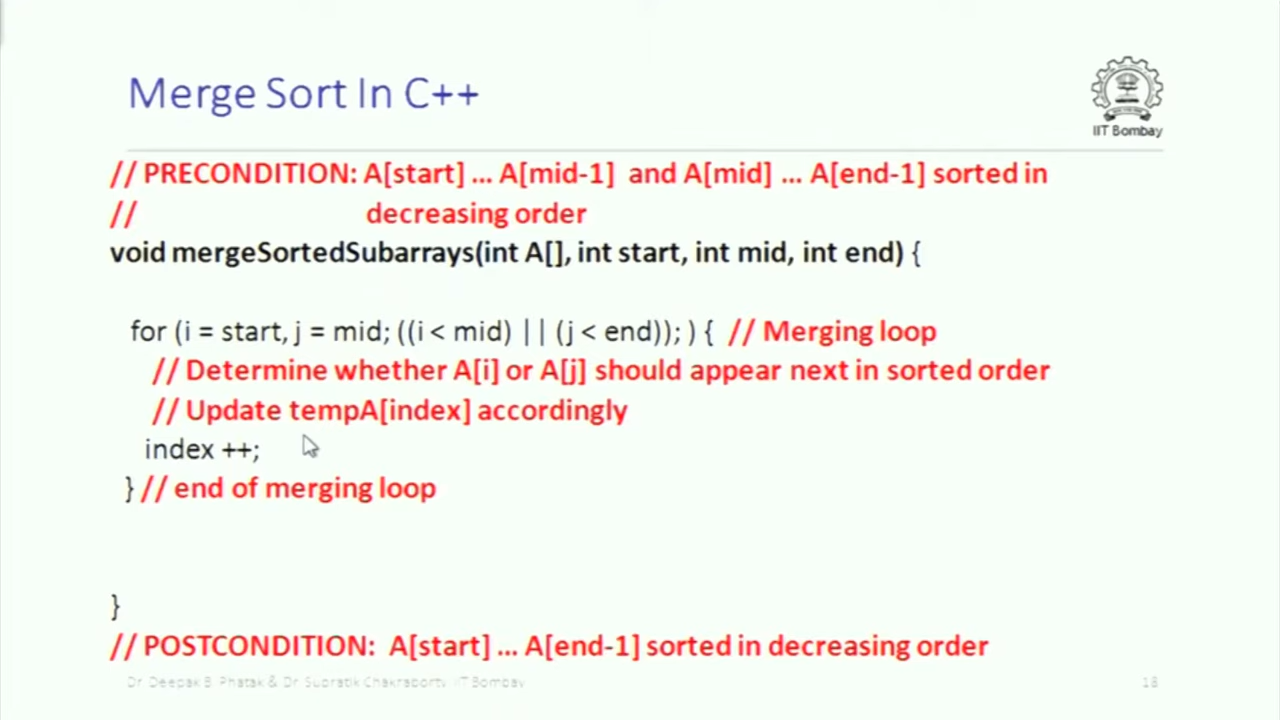 Merge Sort In C++
IIT Bombay
// PRECONDITION: A[start] ... A[mid-1] and A[mid] ... A[end-1] sorted in
// decreasing order
void mergeSortedSubarrays(int A[], int start, int mid, int end) {
for (i = start, j = mid; ((i < mid) || (j < end)); ) { // Merging loop
// Determine whether A[i] or A[j] should appear next in sorted order
// Update tempA[index] accordingly
index ++;
} // end of merging loop
}
// POSTCONDITION: A[start] ... A[end-1] sorted in decreasing order
Dr. Deepak B. Phatak & Dr. Supratik Chakraborty, IIT Bombay
18